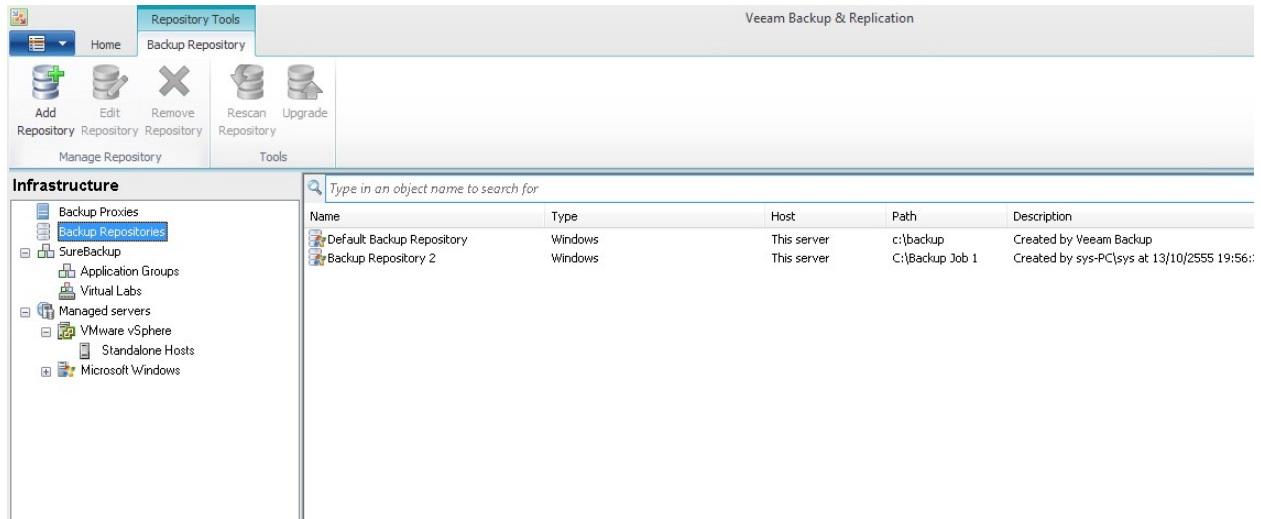 Repository Tools
Veeam Backup & Replication
Home
Backup Repository
Add Repository
Edit Repository
Remove Repository
Rescan Repository
Upgrade
Manage Repository
Tools
Infrastructure
Backup Proxies
Backup Repositories
SureBackup
Application Groups
Virtual Labs
Managed servers
VMware vSphere
Standalone Hosts
Microsoft Windows
Type in an object name to search for
Name Type Host Path Description
Default Backup Repository Windows This server c:\backup Created by Veeam Backup
Backup Repository 2 Windows This server C:\Backup Job 1 Created by sys-PC\sys at 13/10/2555 19:56: